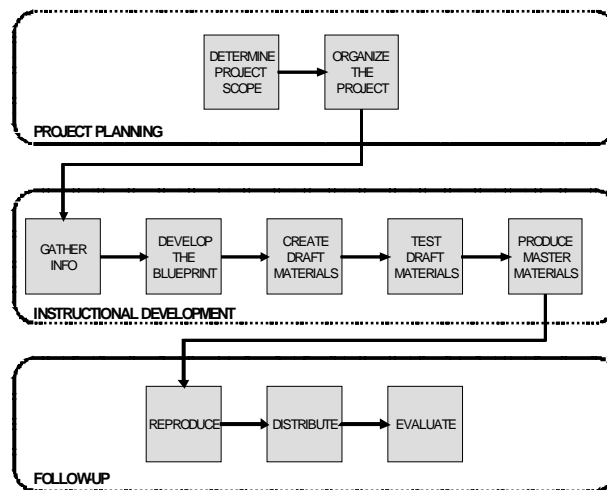 DETERMINE
PROJECT
SCOPE
ORGANIZE
THE
PROJECT
PROJECT PLANNING
GATHER
INFO
DEVELOP
THE
BLUEPRINT
CREATE
DRAFT
MATERIALS
TEST
DRAFT
MATERIALS
PRODUCE
MASTER
MATERIALS
INSTRUCTIONAL DEVELOPMENT
REPRODUCE
DISTRIBUTE
EVALUATE
FOLLOW-UP